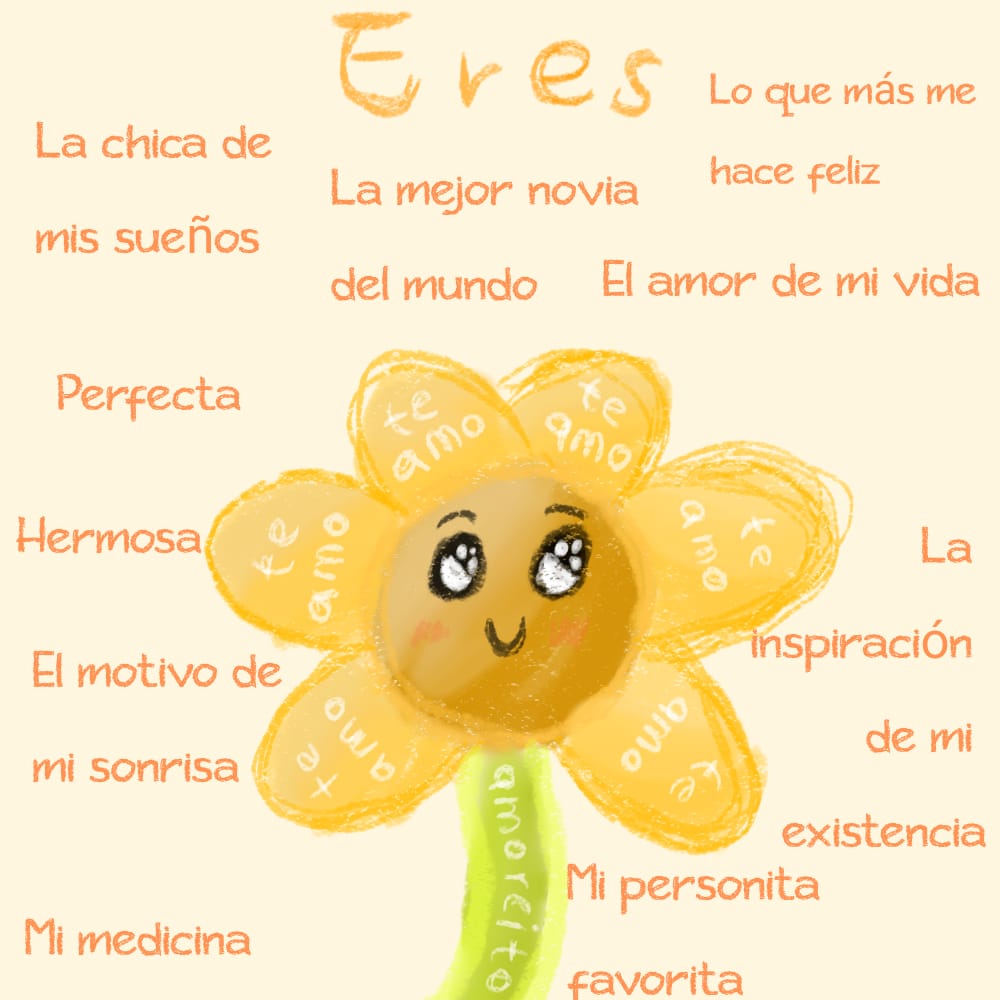 Eres
La chica de
mis sueños
La mejor novia
del mundo
Lo que más me
hace feliz
El amor de mi vida
Perfecta
Hermosa
El motivo de
mi sonrisa
Mi medicina
La
inspiración
de mi
existencia
Mi personita
favorita
te
amo
te
amo
te
amo
te
amo
te
amo
te
amo
amorcito